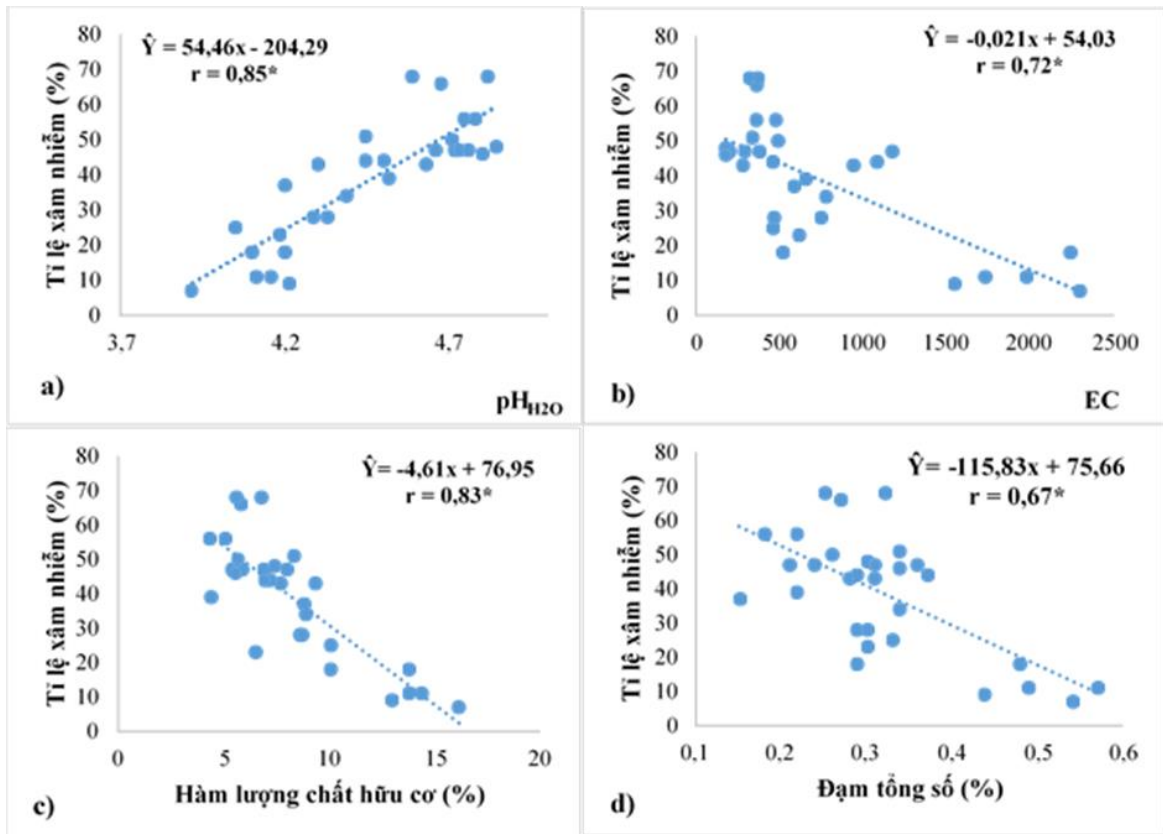 80
70
60
50
40
30
20
10
0
Tỉ lệ xâm nhiễm (%)
Ŷ = 54,46x - 204,29
r = 0,85*
3,7 4,2 4,7
a) pHH2O
80
70
60
50
40
30
20
10
0
Tỉ lệ xâm nhiễm (%)
Ŷ = -0,021x + 54,03
r = 0,72*
0 500 1000 1500 2000 2500
b) EC
80
70
60
50
40
30
20
10
0
Tỉ lệ xâm nhiễm (%)
Ŷ= -4,61x + 76,95
r = 0,83*
0 5 10 15 20
c) Hàm lượng chất hữu cơ (%)
80
70
60
50
40
30
20
10
0
Tỉ lệ xâm nhiễm (%)
Ŷ= -115,83x + 75,66
r = 0,67*
0,1 0,2 0,3 0,4 0,5 0,6
d) Đạm tổng số (%)